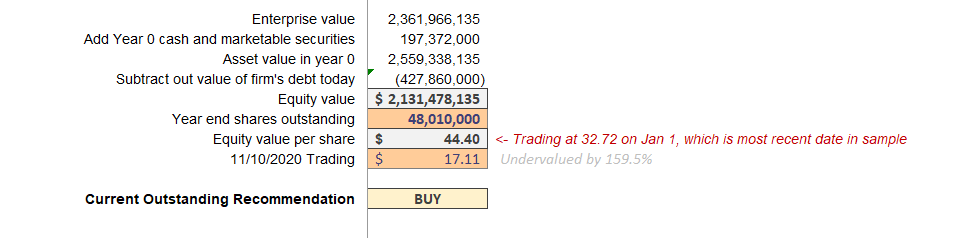 Enterprise value 2,361,966,135
Add Year 0 cash and marketable securities 197,372,000
Asset value in year 0 2,559,338,135
Subtract out value of firm's debt today (427,860,000)
Equity value $ 2,131,478,135
Year end shares outstanding 48,010,000
Equity value per share $ 44.40 <- Trading at 32.72 on Jan 1, which is most recent date in sample
11/10/2020 Trading $ 17.11 Undervalued by 159.5%
Current Outstanding Recommendation BUY